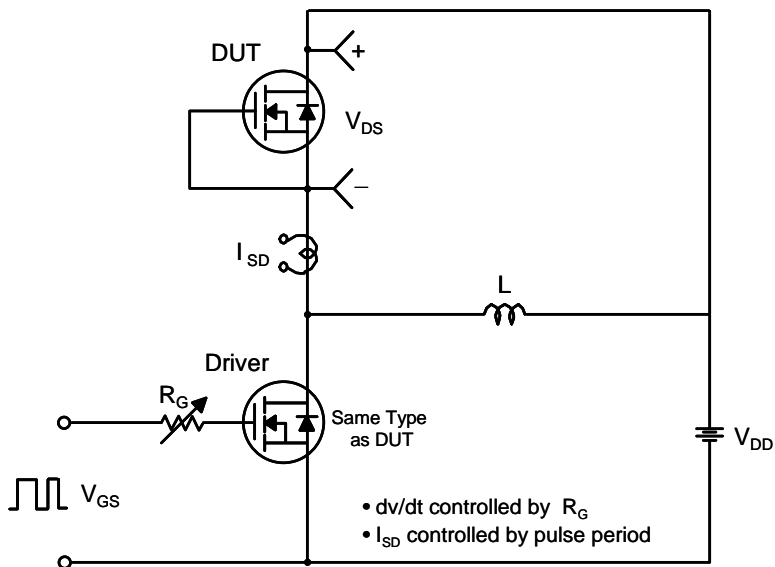 DUT
+
V_DS
−
I_SD
L
Driver
R_G
Same Type
as DUT
V_DD
V_GS
• dv/dt controlled by R_G
• I_SD controlled by pulse period